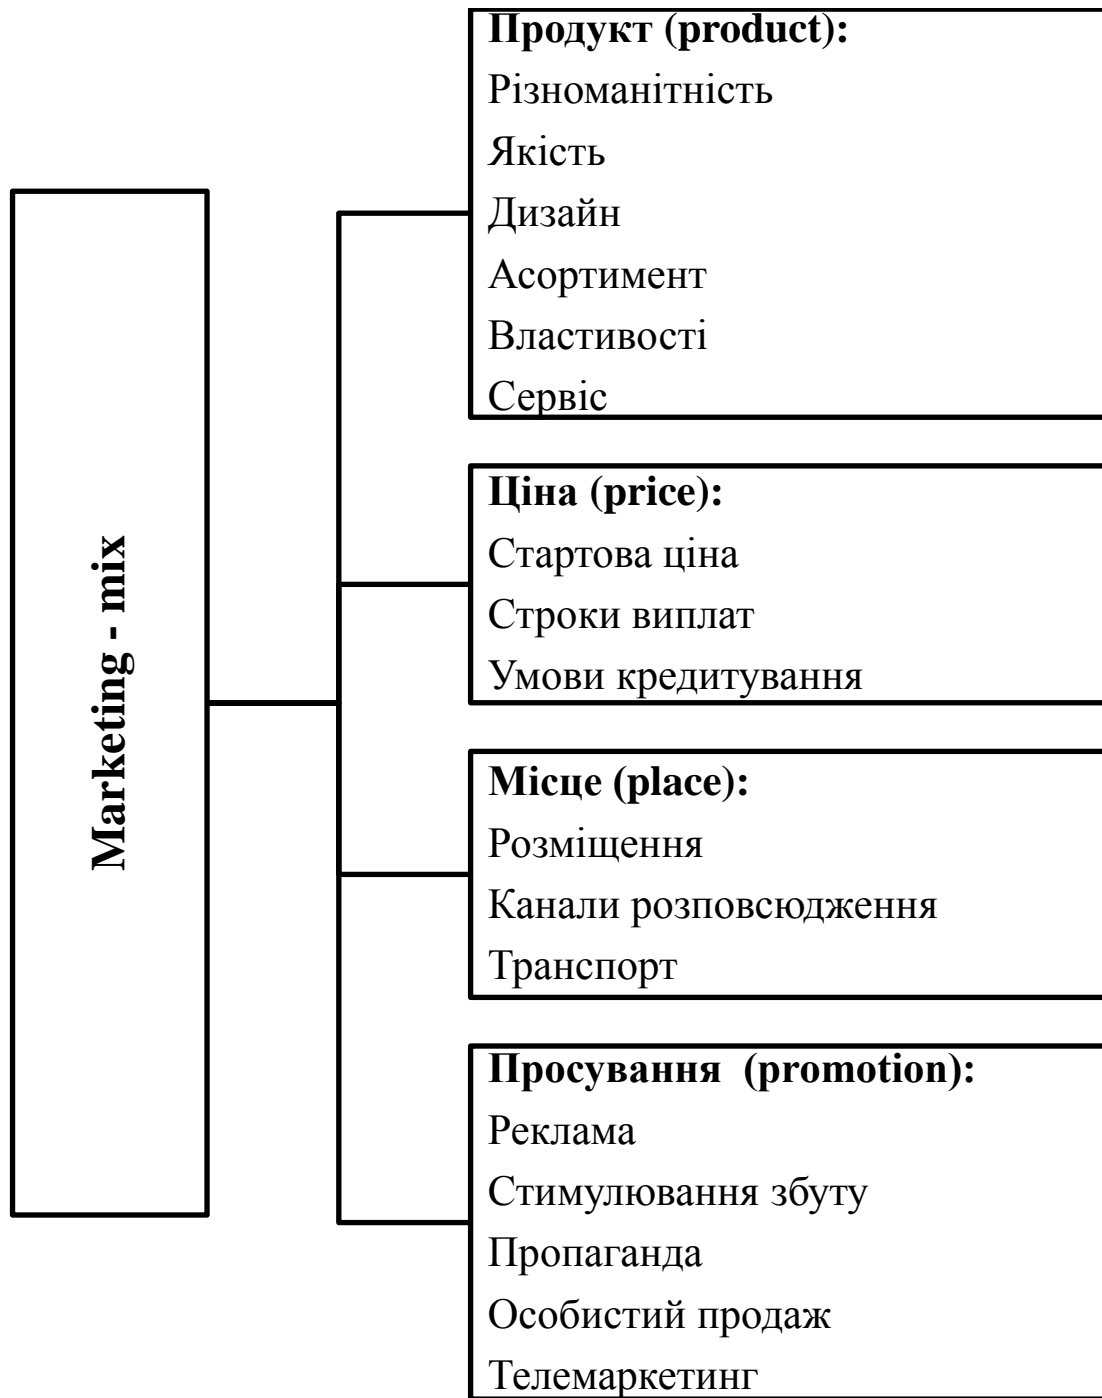 Marketing - mix
Продукт (product):
Різноманітність
Якість
Дизайн
Асортимент
Властивості
Сервіс
Ціна (price):
Стартова ціна
Строки виплат
Умови кредитування
Місце (place):
Розміщення
Канали розповсюдження
Транспорт
Просування (promotion):
Реклама
Стимулювання збуту
Пропаганда
Особистий продаж
Телемаркетинг